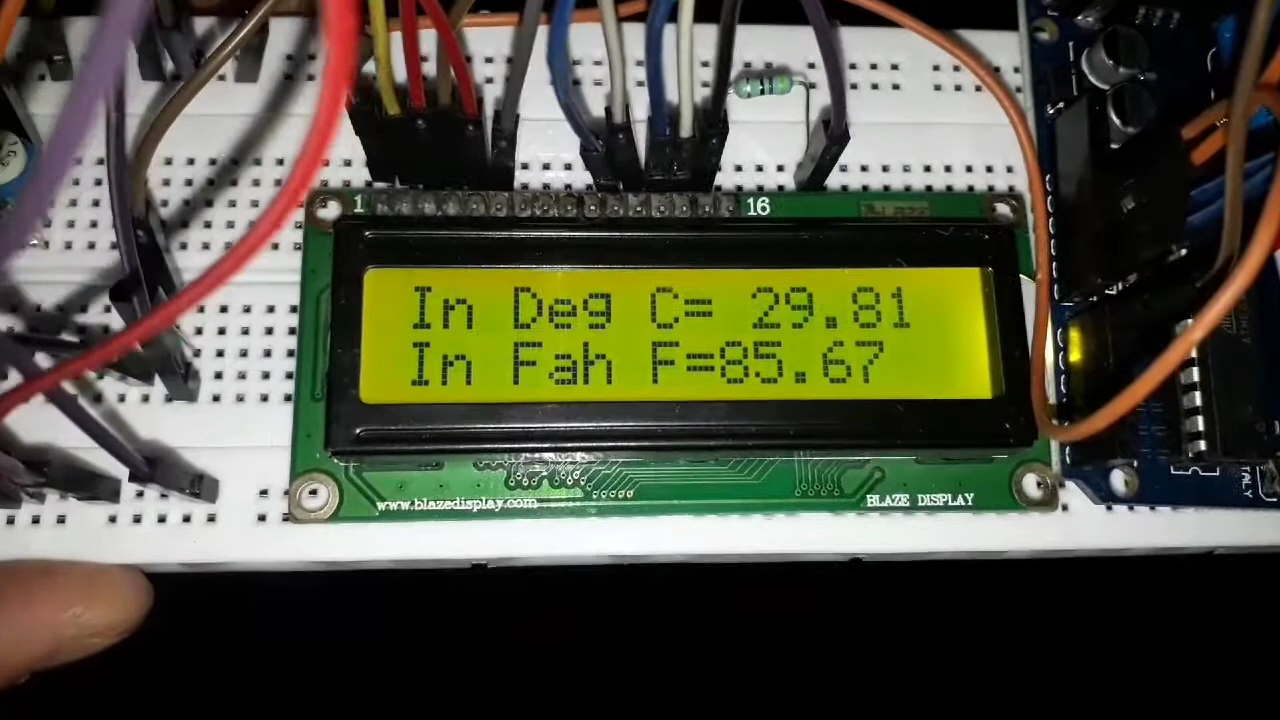 1 16
In Deg C= 29.81
In Fah F=85.67
www.blazedisplay.com BLAZE DISPLAY